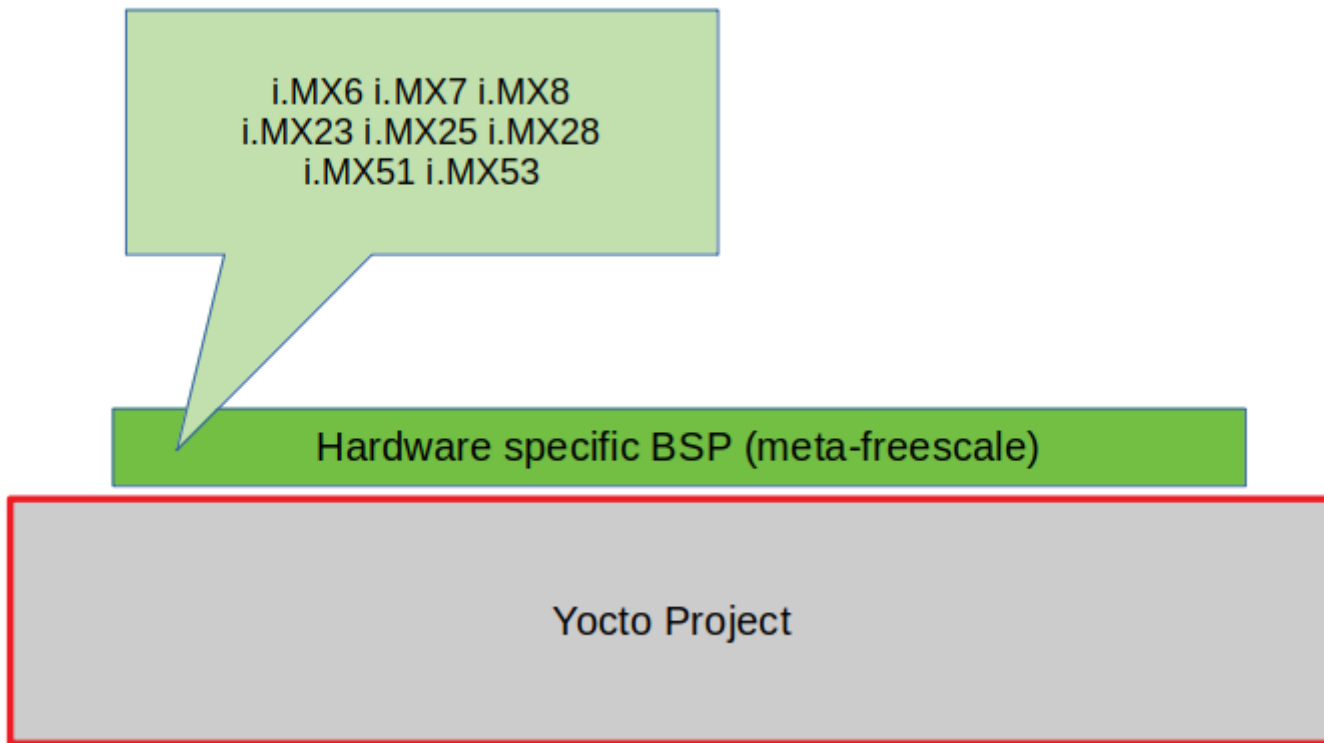 i.MX6 i.MX7 i.MX8
i.MX23 i.MX25 i.MX28
i.MX51 i.MX53
Hardware specific BSP (meta-freescale)
Yocto Project